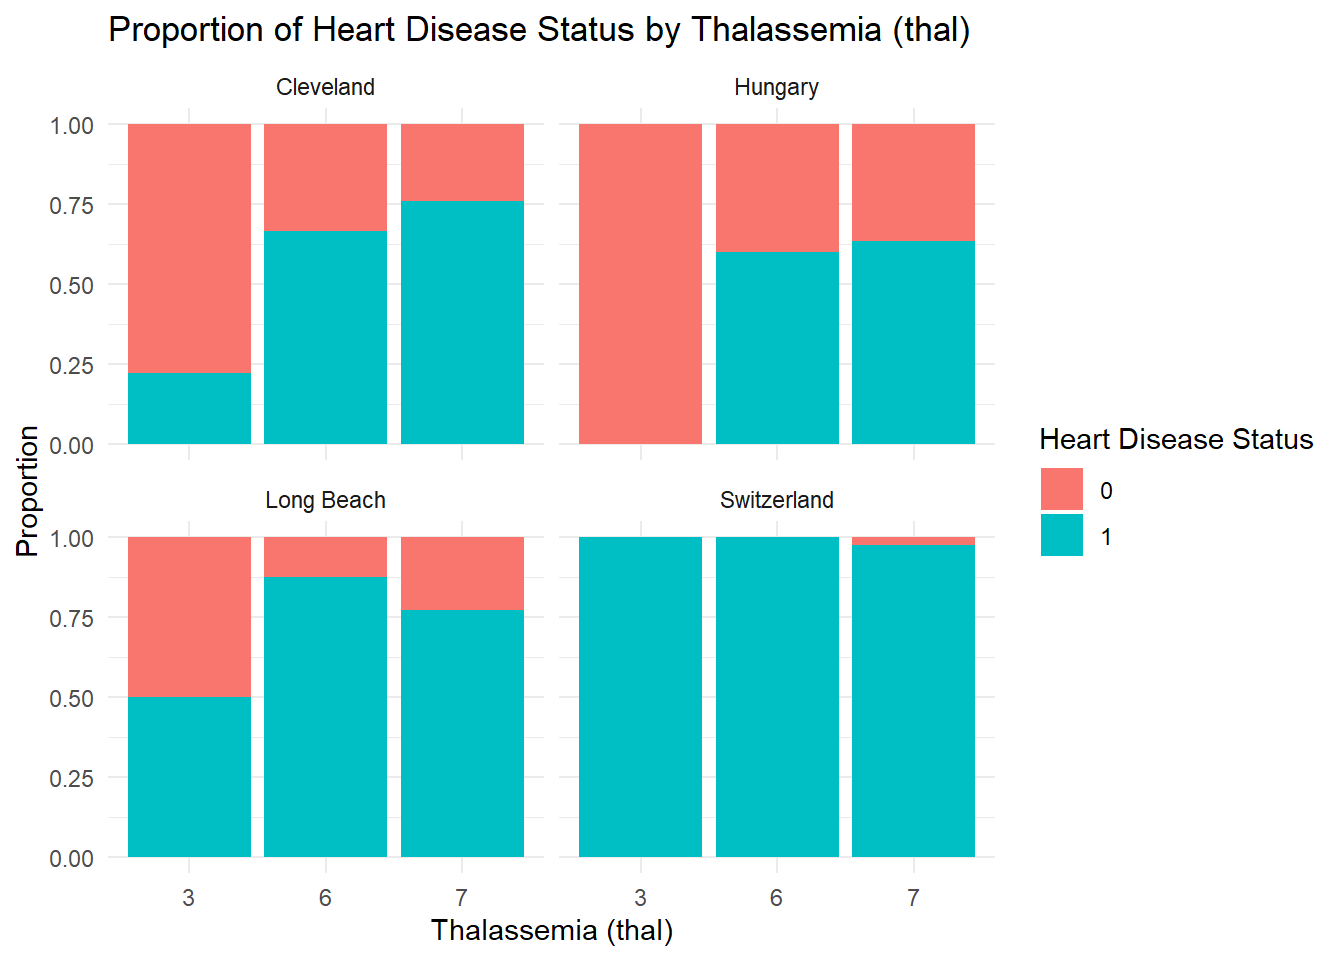 Proportion of Heart Disease Status by Thalassemia (thal)
Cleveland
Hungary
1.00
0.75
0.50
0.25
0.00
Long Beach
Switzerland
1.00
0.75
0.50
0.25
0.00
Proportion
3 6 7
3 6 7
Thalassemia (thal)
Heart Disease Status
0
1